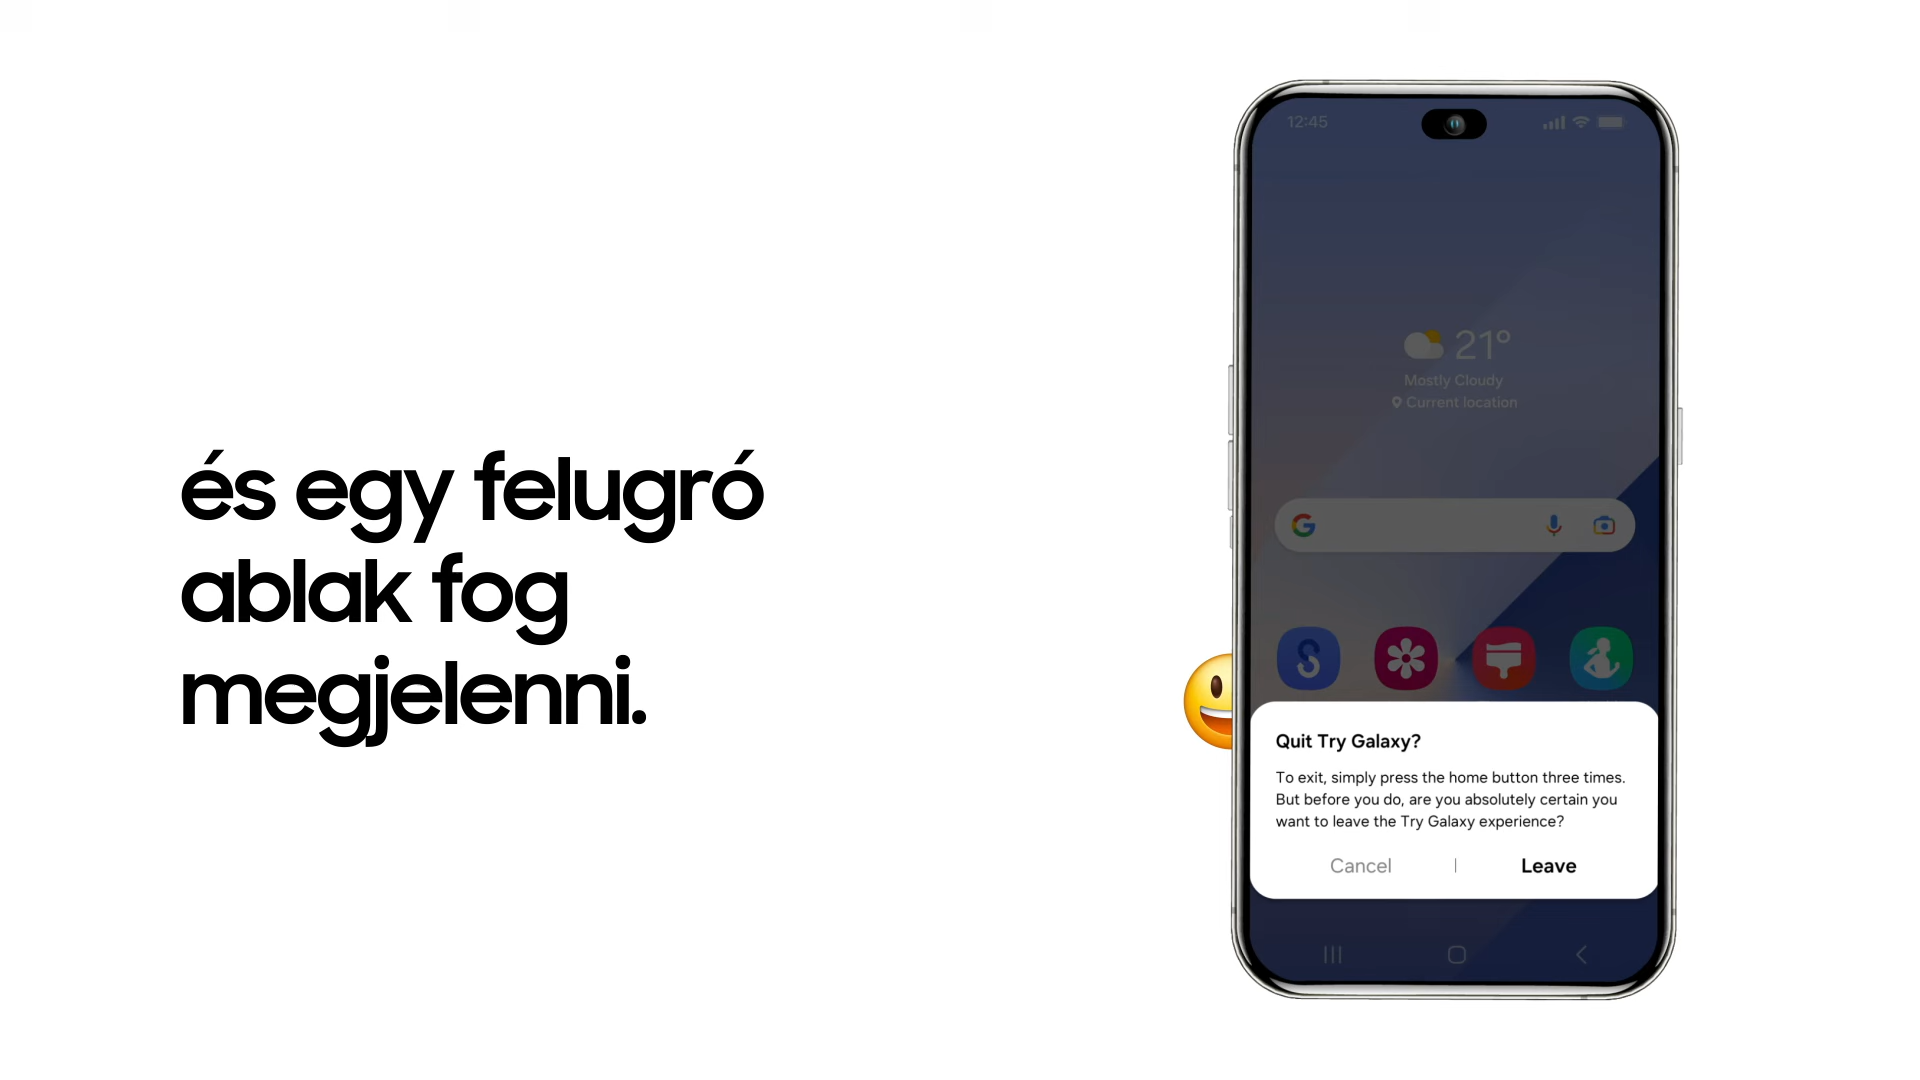 és egy felugró
ablak fog
megjelenni.
12:45
21°
Mostly Cloudy
Current location
Quit Try Galaxy?
To exit, simply press the home button three times.
But before you do, are you absolutely certain you
want to leave the Try Galaxy experience?
Cancel | Leave